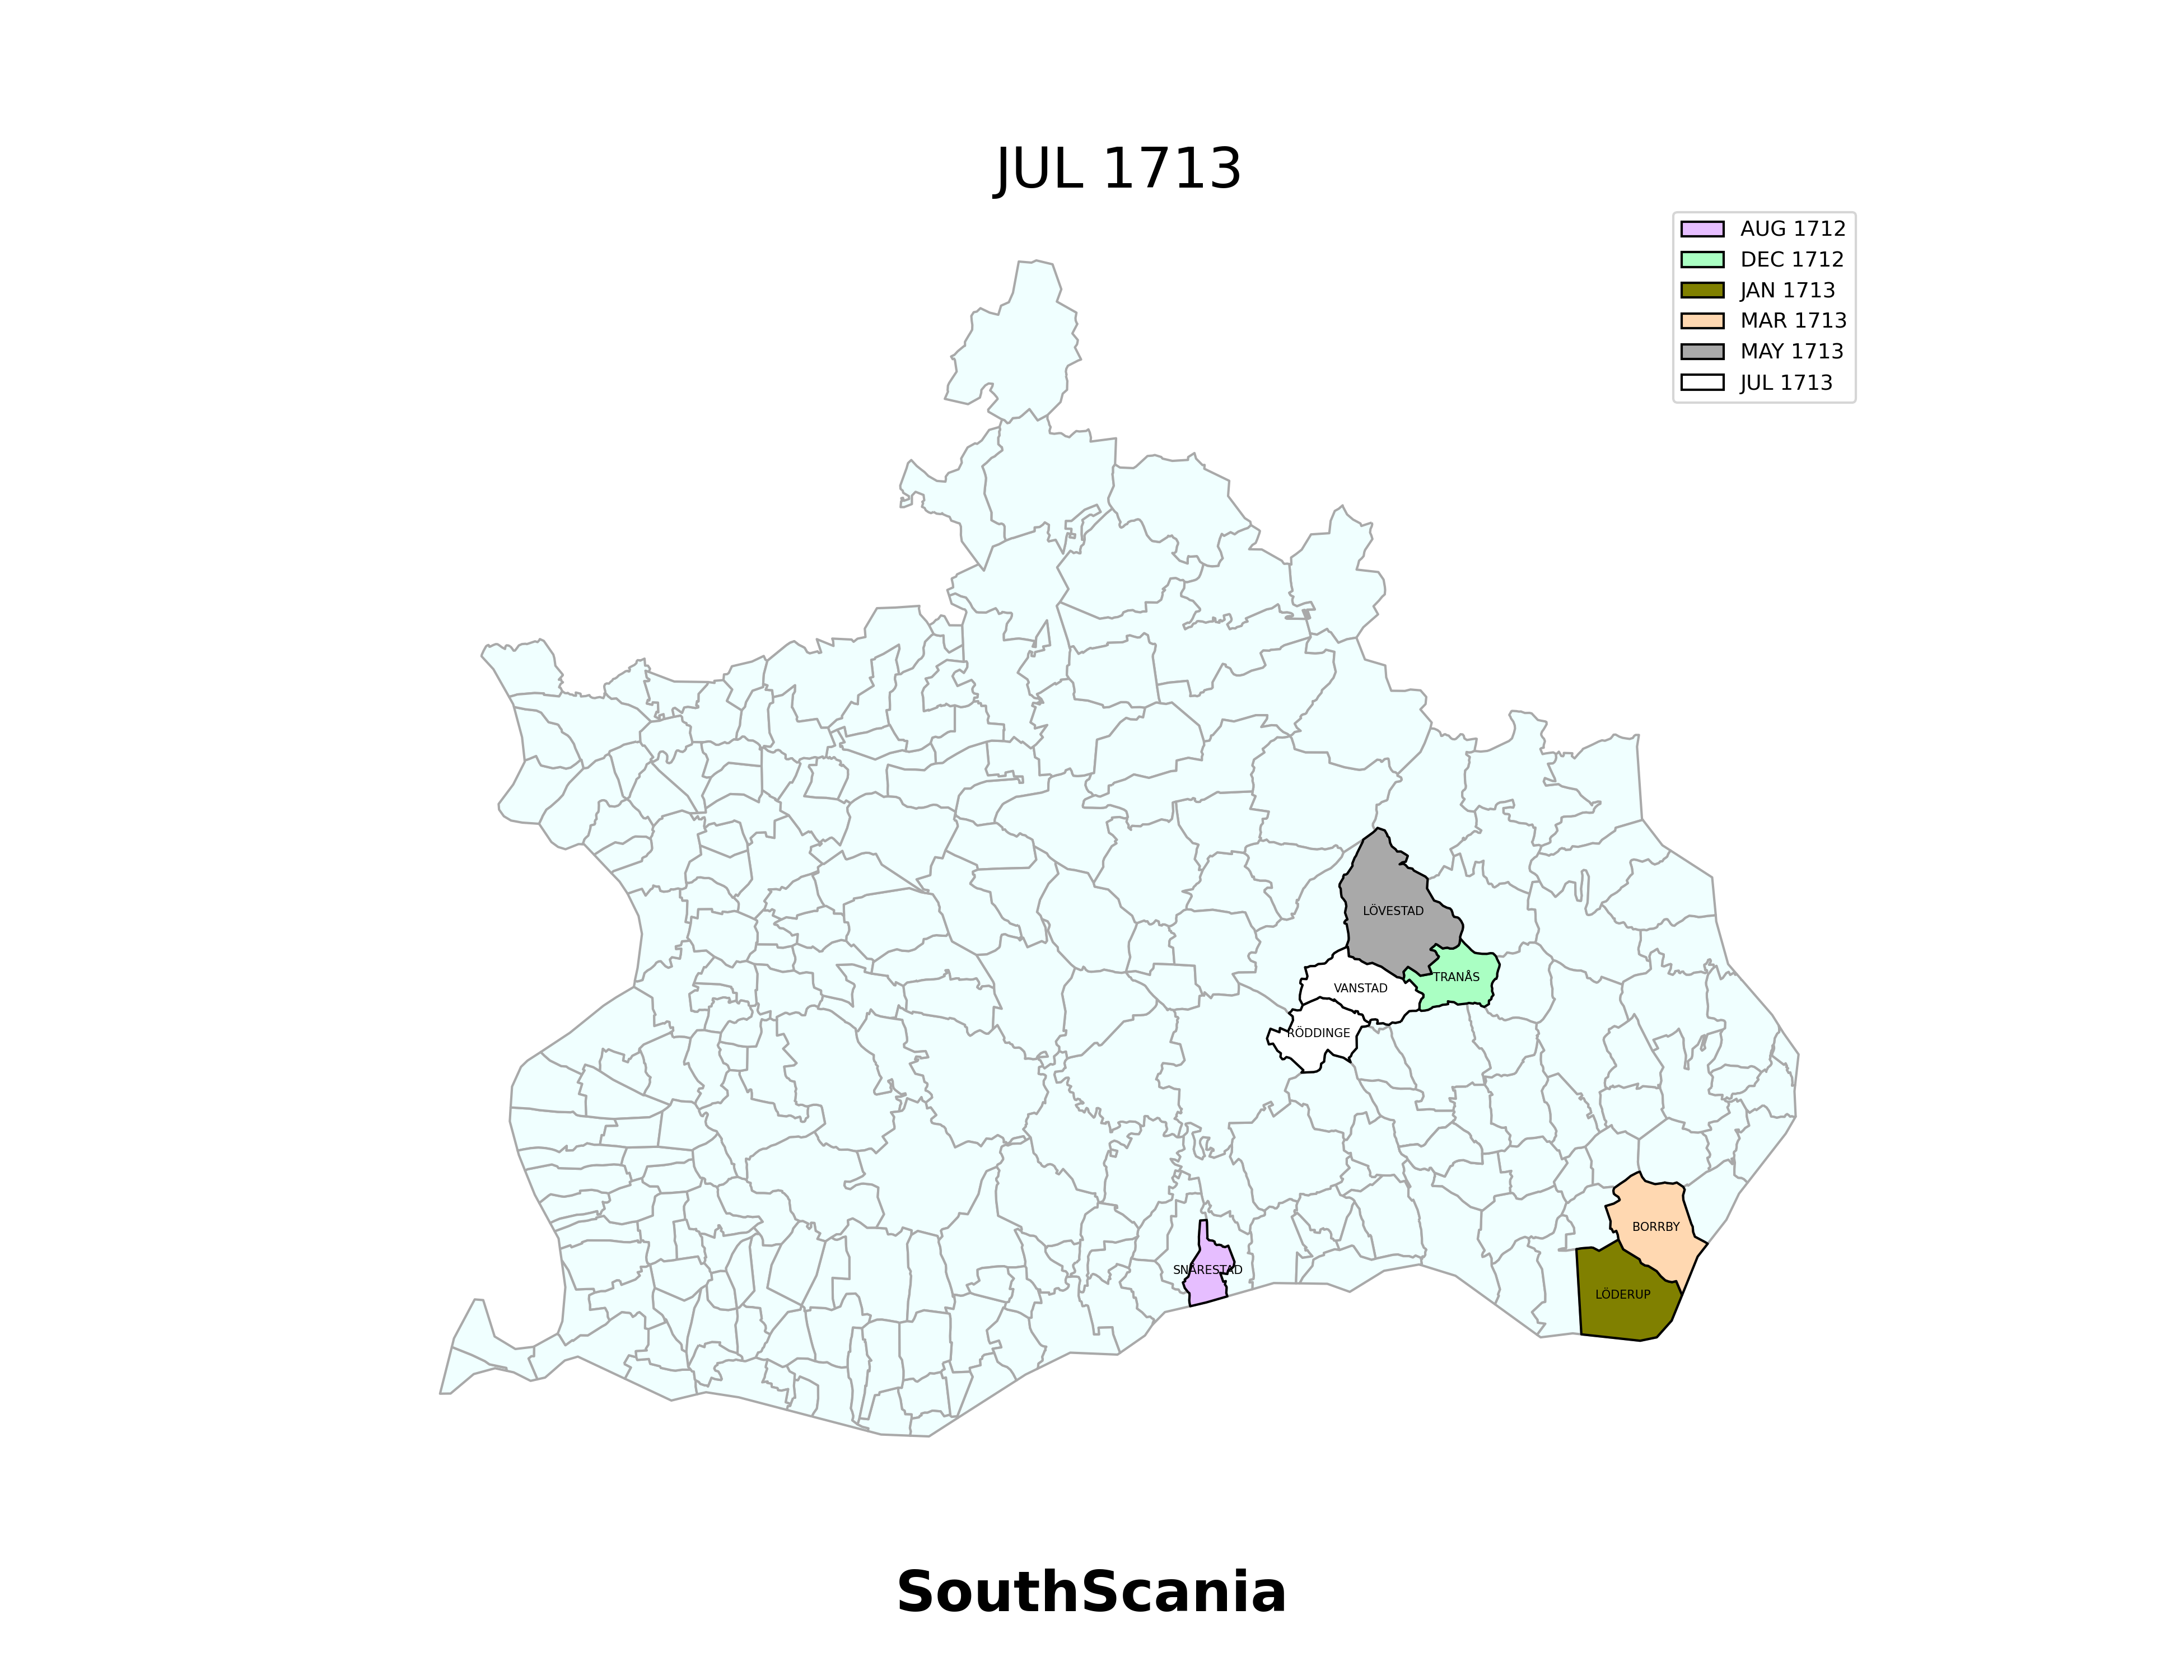 JUL 1713
AUG 1712
DEC 1712
JAN 1713
MAR 1713
MAY 1713
JUL 1713
LÖVESTAD
TRANÅS
VANSTAD
RÖDDINGE
BORRBY
SNÅRESTAD
LÖDERUP
SouthScania